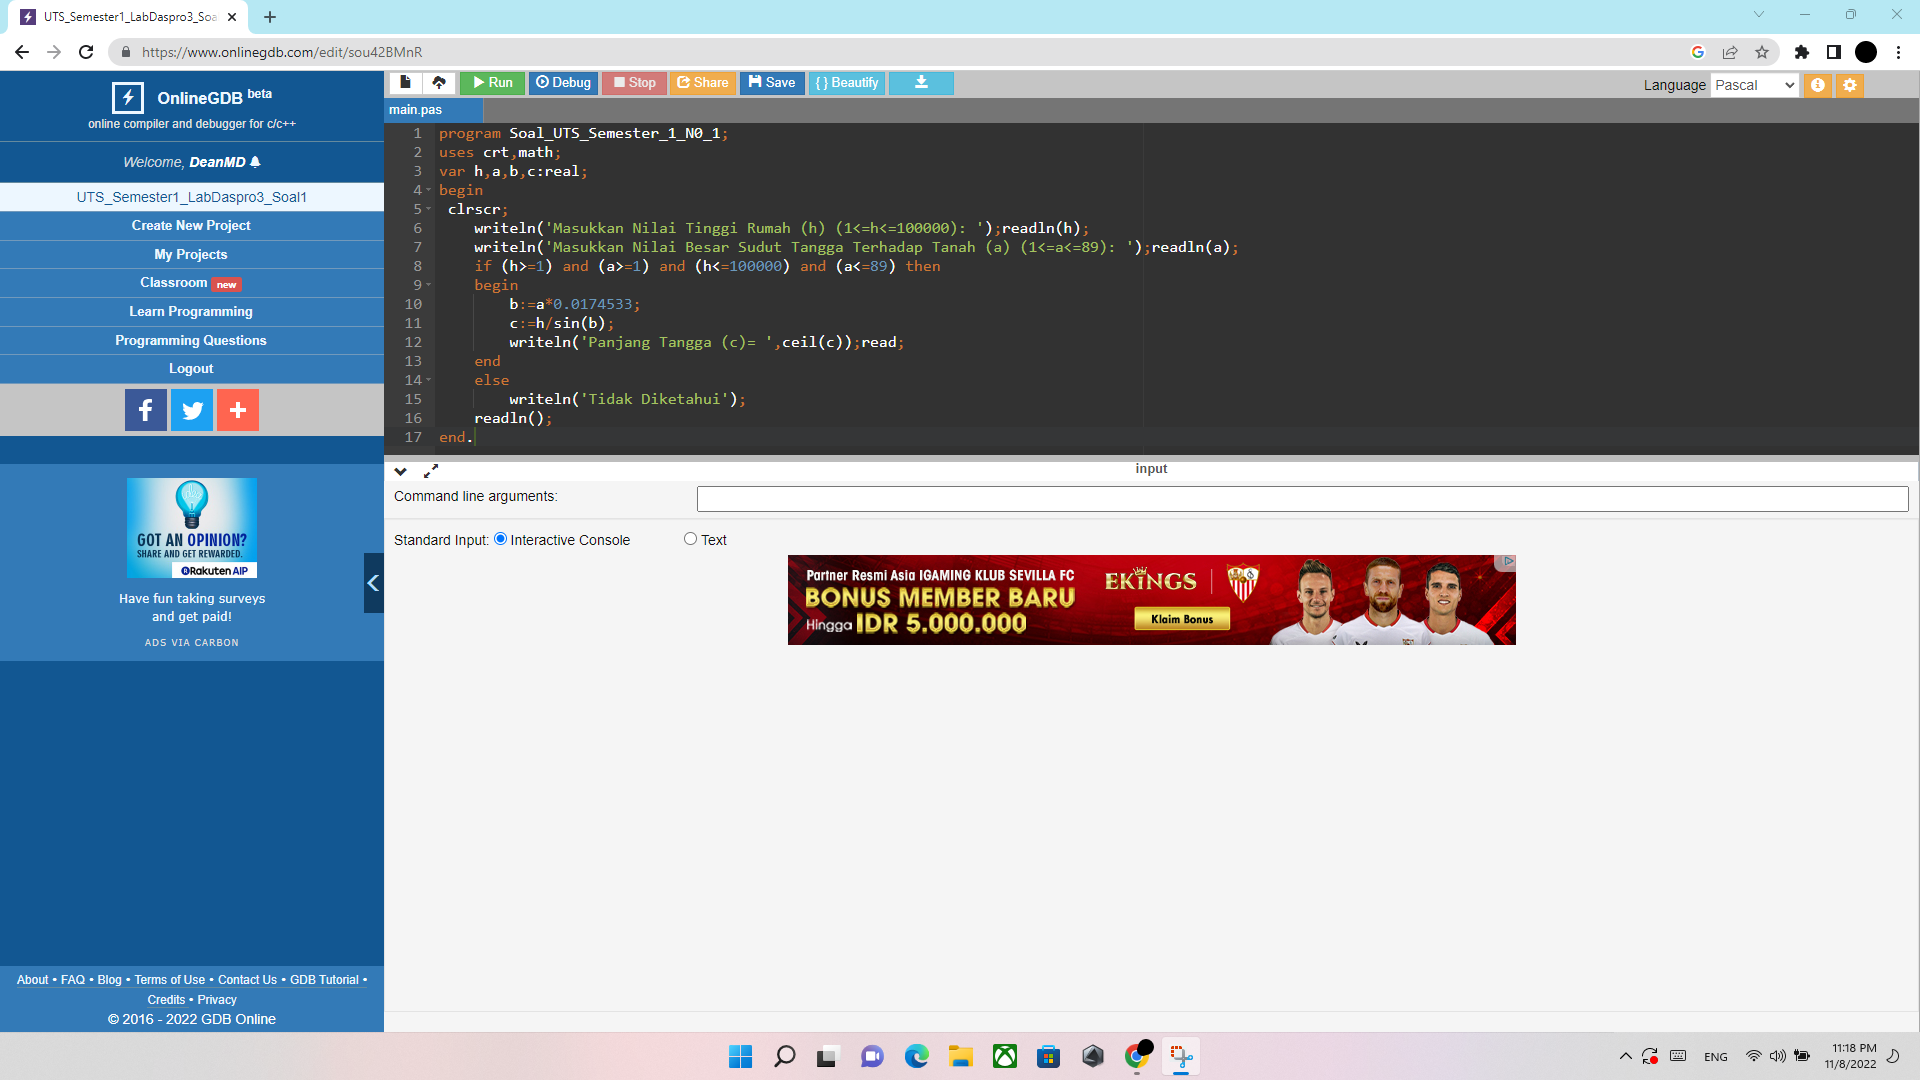 UTS_Semester1_LabDaspro3_Soa
https://www.onlinegdb.com/edit/sou42BMnR
OnlineGDB beta
online compiler and debugger for c/c++
Welcome, DeanMD
UTS_Semester1_LabDaspro3_Soal1
Create New Project
My Projects
Classroom new
Learn Programming
Programming Questions
Logout
GOT AN OPINION?
SHARE AND GET REWARDED.
Rakuten AIP
Have fun taking surveys
and get paid!
ADS VIA CARBON
About • FAQ • Blog • Terms of Use • Contact Us • GDB Tutorial •
Credits • Privacy
© 2016 - 2022 GDB Online
Run Debug Stop Share Save { } Beautify
Language Pascal
main.pas
1 program Soal_UTS_Semester_1_N0_1;
2 uses crt,math;
3 var h,a,b,c:real;
4 begin
5 clrscr;
6 writeln('Masukkan Nilai Tinggi Rumah (h) (1<=h<=100000): ');readln(h);
7 writeln('Masukkan Nilai Besar Sudut Tangga Terhadap Tanah (a) (1<=a<=89): ');readln(a);
8 if (h>=1) and (a>=1) and (h<=100000) and (a<=89) then
9 begin
10 b:=a*0.0174533;
11 c:=h/sin(b);
12 writeln('Panjang Tangga (c)= ',ceil(c));read;
13 end
14 else
15 writeln('Tidak Diketahui');
16 readln();
17 end.
input
Command line arguments:
Standard Input: Interactive Console Text
Partner Resmi Asia IGAMING KLUB SEVILLA FC
BONUS MEMBER BARU
Hingga IDR 5.000.000
EKINGS
Klaim Bonus
ENG
11:18 PM
11/8/2022